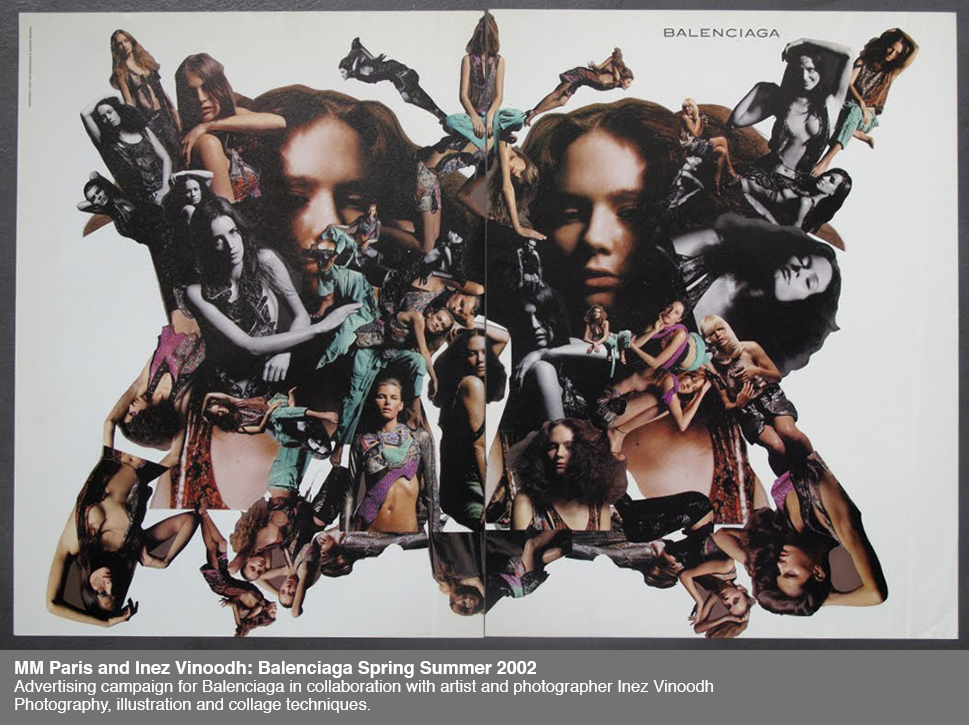 BALENCIAGA
MM Paris and Inez Vinoodh: Balenciaga Spring Summer 2002
Advertising campaign for Balenciaga in collaboration with artist and photographer Inez Vinoodh
Photography, illustration and collage techniques.